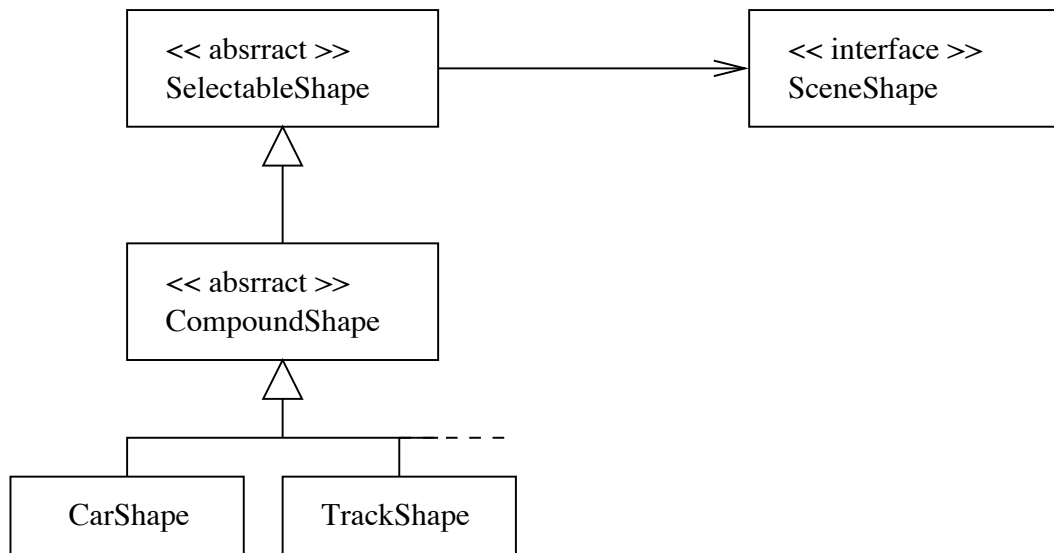 << absrract >>
SelectableShape
<< interface >>
SceneShape
<< absrract >>
CompoundShape
CarShape
TrackShape